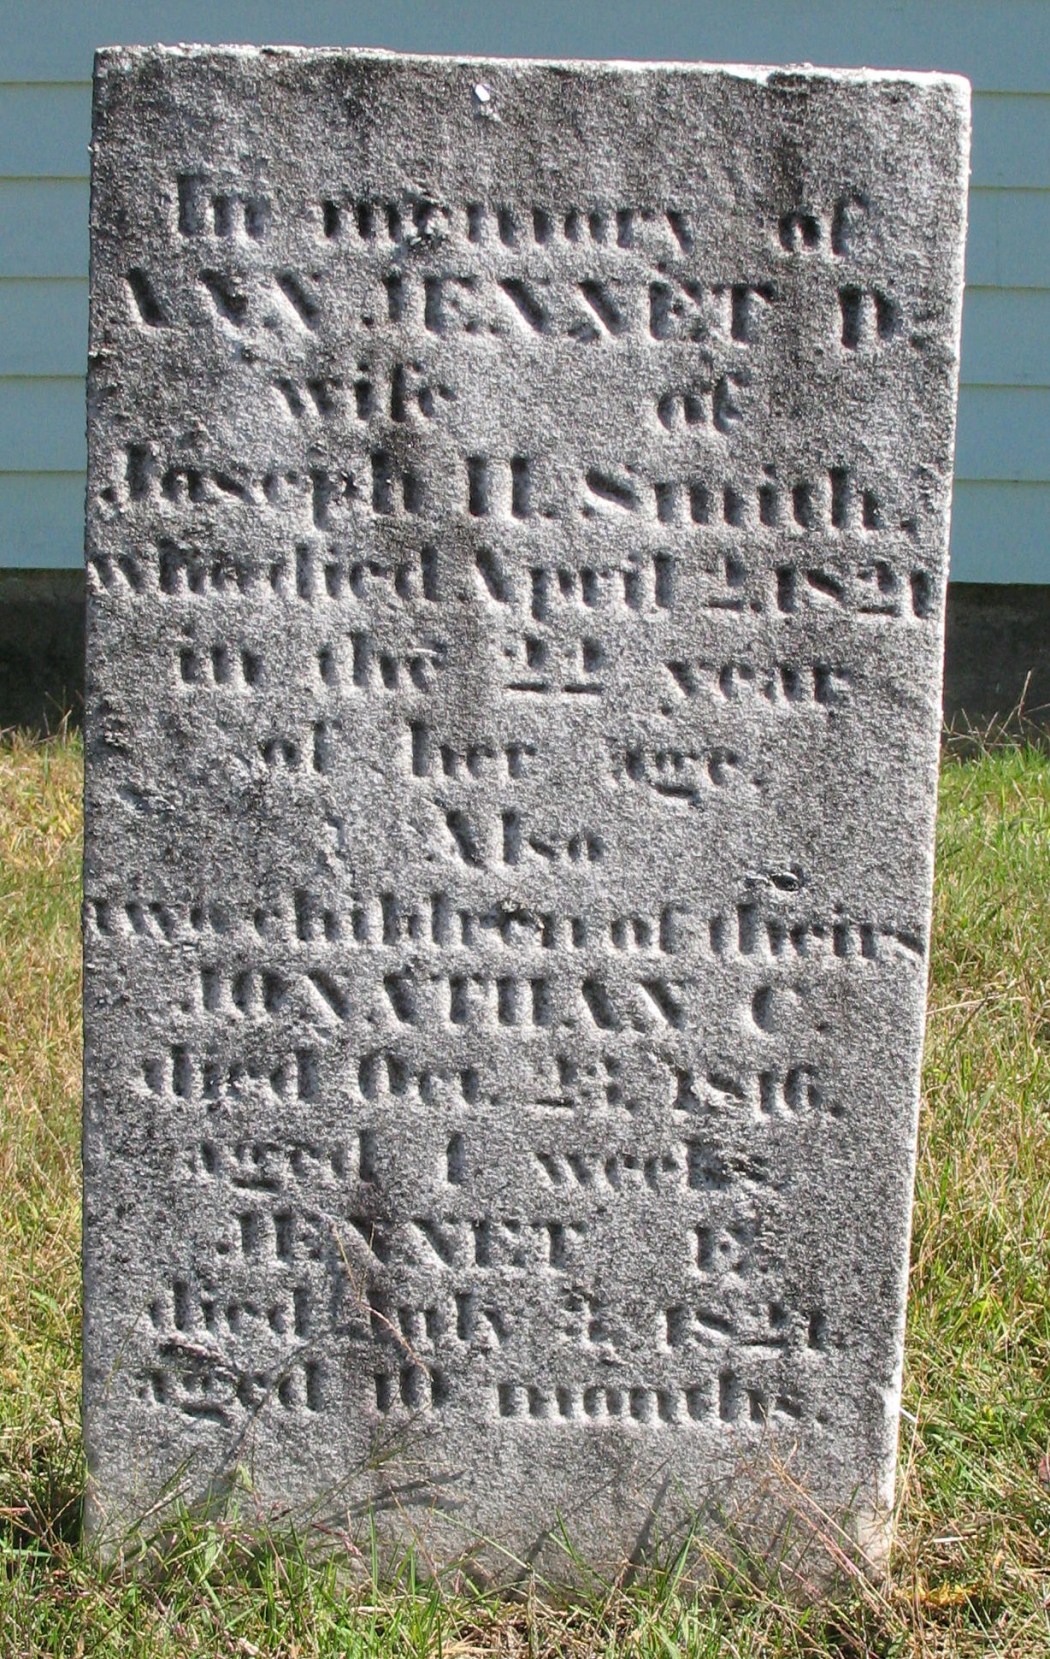 In memory of
ANN JENNET D.
wife of
Joseph H. Smith,
who died April 2, 1821
in the 22 year
of her age.
Also
two children of theirs
JONATHAN C.
died Oct. 23, 1816.
aged weeks
JENNET E.
died July 1821
aged 10 months.